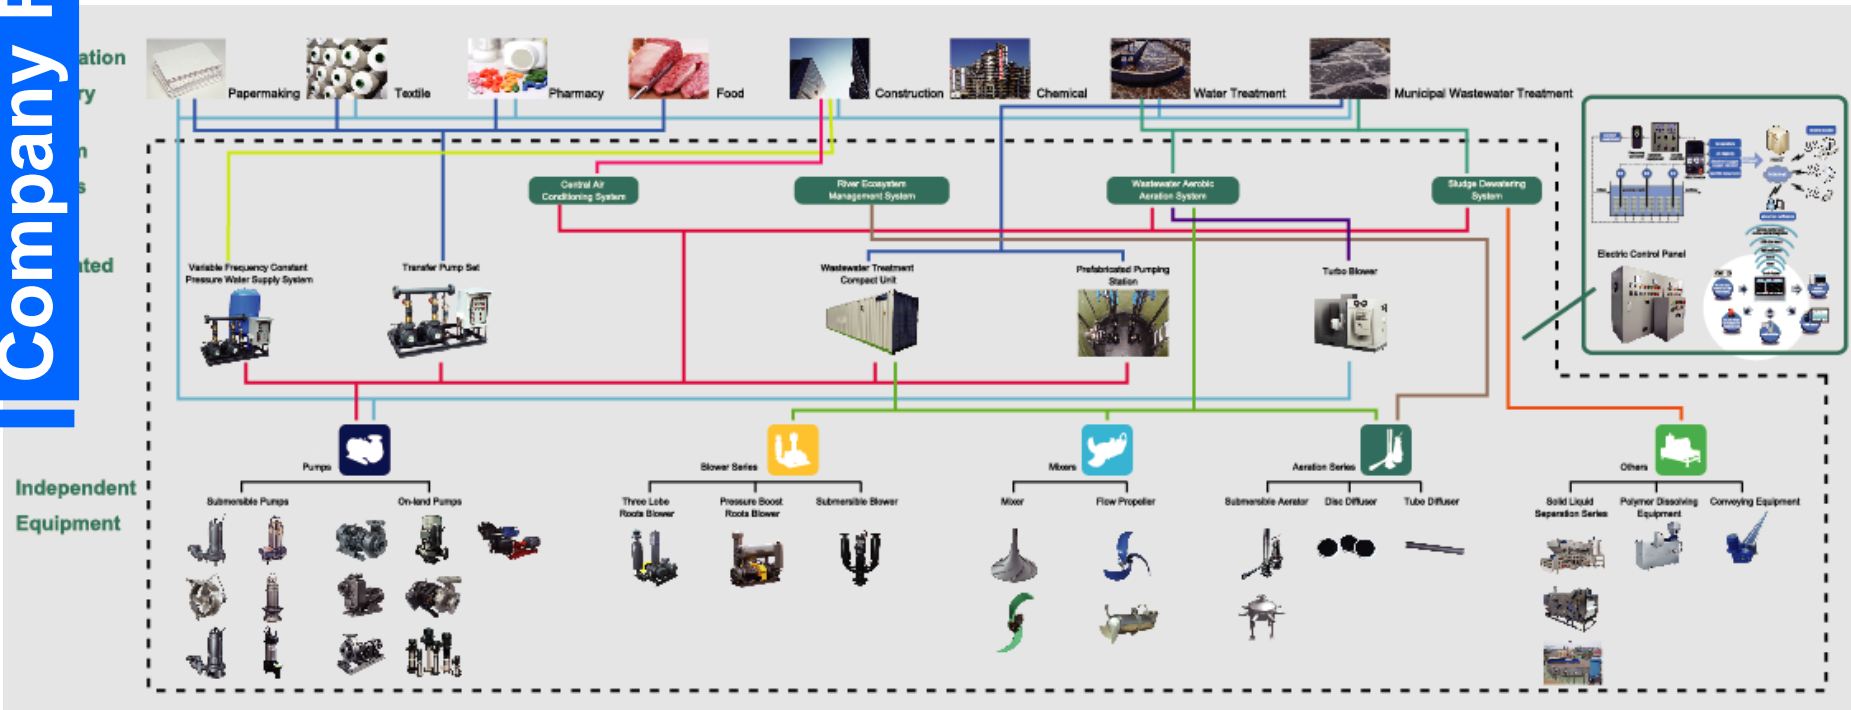 Company
ation
ry
Papermaking
Textile
Pharmacy
Food
Construction
Chemical
Water Treatment
Municipal Wastewater Treatment
Central Air
Conditioning System
River Ecosystem
Management System
Wastewater Aerobic
Aeration System
Sludge Dewatering
System
ated
Variable Frequency Constant
Pressure Water Supply System
Transfer Pump Set
Wastewater Treatment
Compact Unit
Prefabricated Pumping
Station
Turbo Blower
Electric Control Panel
Pumps
Blower Series
Mixers
Aeration Series
Others
Independent
Equipment
Submersible Pumps
On-land Pumps
Three Lobe
Roots Blower
Pressure Boost
Roots Blower
Submersible Blower
Mixer
Flow Propeller
Submersible Aerator
Disc Diffuser
Tube Diffuser
Solid Liquid
Separation Series
Polymer Dissolving
Equipment
Conveying Equipment